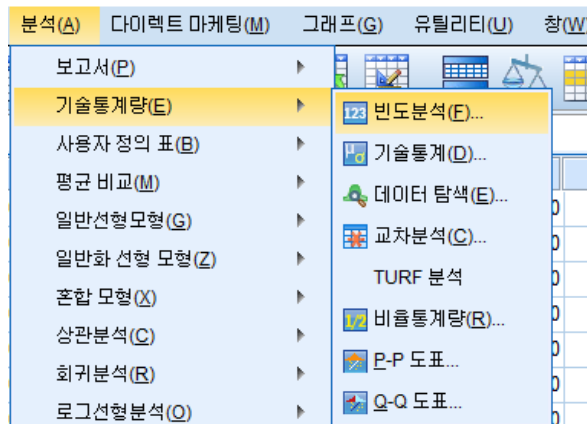 분석(A) 다이렉트 마케팅(M) 그래프(G) 유틸리티(U) 창(W
보고서(P)
기술통계량(E)
사용자 정의 표(B)
평균 비교(M)
일반선형모형(G)
일반화 선형 모형(Z)
혼합 모형(X)
상관분석(C)
회귀분석(R)
로그선형분석(O)
123 빈도분석(F)...
μσ 기술통계(D)...
데이터 탐색(E)...
교차분석(C)...
TURF 분석
1/2 비율통계량(R)...
P-P 도표...
Q-Q 도표...